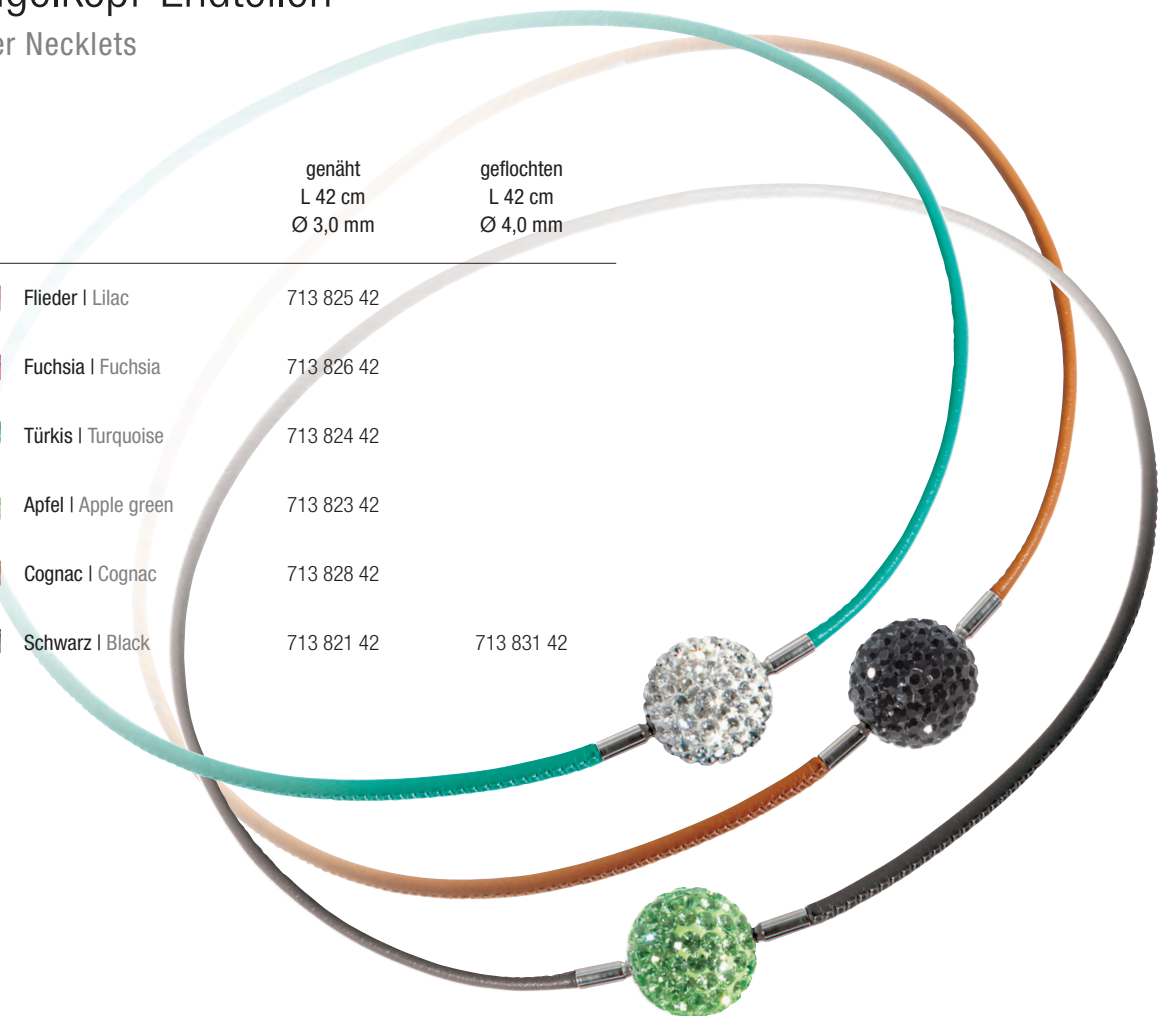 Necklets
genäht geflochten
L 42 cm L 42 cm
Ø 3,0 mm Ø 4,0 mm
Flieder | Lilac 713 825 42
Fuchsia | Fuchsia 713 826 42
Türkis | Turquoise 713 824 42
Apfel | Apple green 713 823 42
Cognac | Cognac 713 828 42
Schwarz | Black 713 821 42 713 831 42